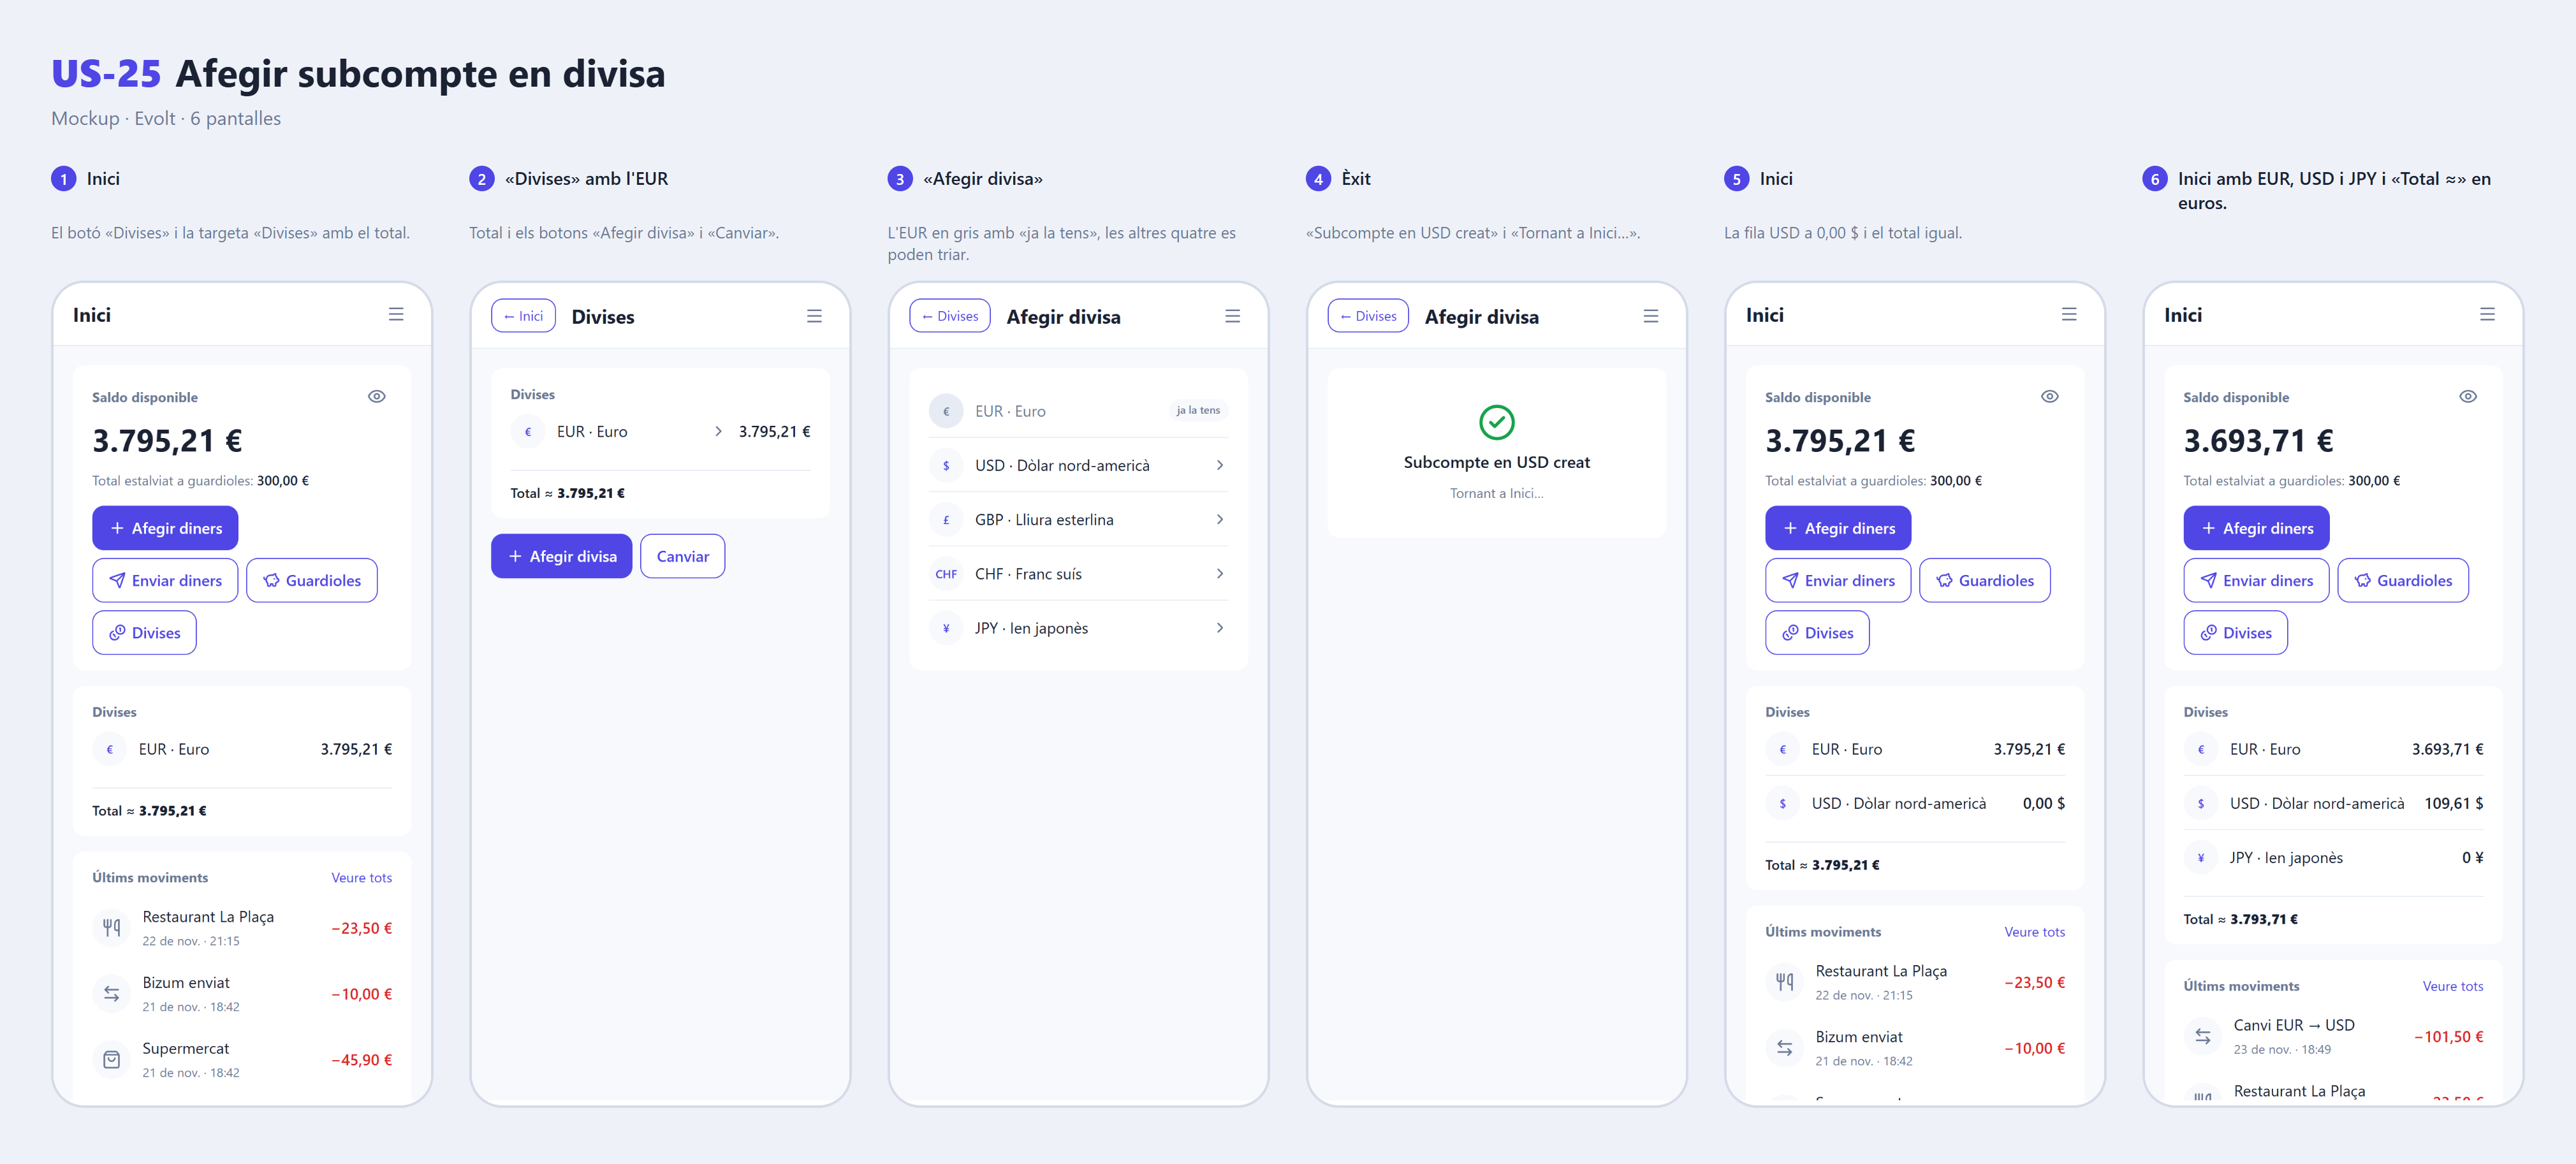 US-25 Afegir subcompte en divisa
Mockup · Evolt · 6 pantalles
1 Inici
El botó «Divises» i la targeta «Divises» amb el total.
Inici
Saldo disponible
3.795,21 €
Total estalviat a guardioles: 300,00 €
+ Afegir diners
Enviar diners
Guardioles
Divises
Divises
€ EUR · Euro 3.795,21 €
Total ≈ 3.795,21 €
Últims moviments Veure tots
Restaurant La Plaça
22 de nov. · 21:15
−23,50 €
Bizum enviat
21 de nov. · 18:42
−10,00 €
Supermercat
21 de nov. · 18:42
−45,90 €
2 «Divises» amb l'EUR
Total i els botons «Afegir divisa» i «Canviar».
← Inici Divises
Divises
€ EUR · Euro 3.795,21 €
Total ≈ 3.795,21 €
+ Afegir divisa
Canviar
3 «Afegir divisa»
L'EUR en gris amb «ja la tens», les altres quatre es
poden triar.
← Divises Afegir divisa
€ EUR · Euro ja la tens
$ USD · Dòlar nord-americà
£ GBP · Lliura esterlina
CHF CHF · Franc suís
¥ JPY · Ien japonès
4 Èxit
«Subcompte en USD creat» i «Tornant a Inici…».
← Divises Afegir divisa
Subcompte en USD creat
Tornant a Inici…
5 Inici
La fila USD a 0,00 $ i el total igual.
Inici
Saldo disponible
3.795,21 €
Total estalviat a guardioles: 300,00 €
+ Afegir diners
Enviar diners
Guardioles
Divises
Divises
€ EUR · Euro 3.795,21 €
$ USD · Dòlar nord-americà 0,00 $
Total ≈ 3.795,21 €
Últims moviments Veure tots
Restaurant La Plaça
22 de nov. · 21:15
−23,50 €
Bizum enviat
21 de nov. · 18:42
−10,00 €
6 Inici amb EUR, USD i JPY i «Total ≈» en
euros.
Inici
Saldo disponible
3.693,71 €
Total estalviat a guardioles: 300,00 €
+ Afegir diners
Enviar diners
Guardioles
Divises
Divises
€ EUR · Euro 3.693,71 €
$ USD · Dòlar nord-americà 109,61 $
¥ JPY · Ien japonès 0 ¥
Total ≈ 3.793,71 €
Últims moviments Veure tots
Canvi EUR → USD
23 de nov. · 18:49
−101,50 €
Restaurant La Plaça